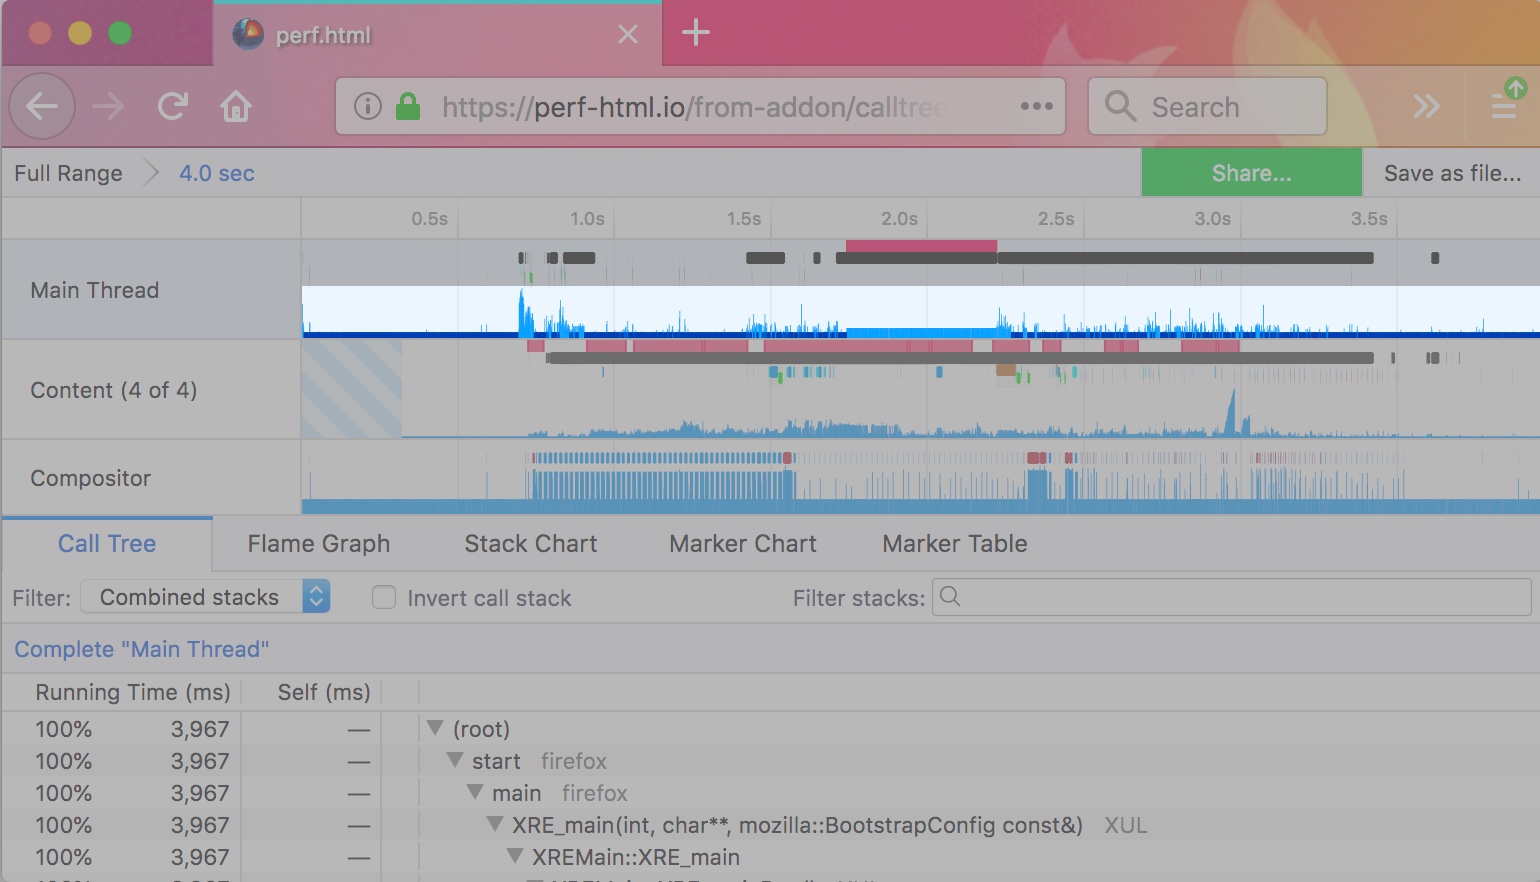 perf.html
https://perf-html.io/from-addon/calltree
Search
Full Range
4.0 sec
Share...
Save as file...
0.5s 1.0s 1.5s 2.0s 2.5s 3.0s 3.5s
Main Thread
Content (4 of 4)
Compositor
Call Tree Flame Graph Stack Chart Marker Chart Marker Table
Filter: Combined stacks Invert call stack Filter stacks:
Complete "Main Thread"
Running Time (ms) Self (ms)
100% 3,967 — (root)
100% 3,967 — start firefox
100% 3,967 — main firefox
100% 3,967 — XRE_main(int, char**, mozilla::BootstrapConfig const&) XUL
100% 3,967 — XREMain::XRE_main